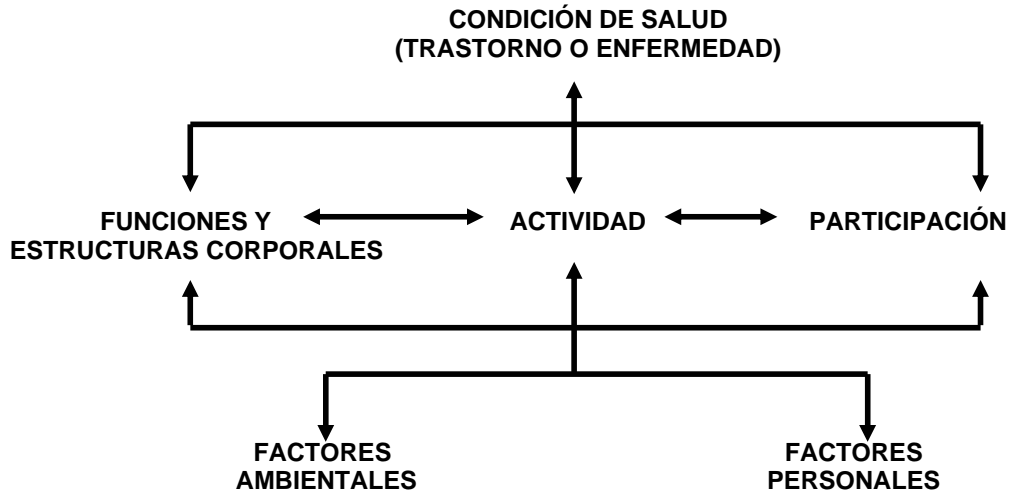 CONDICIÓN DE SALUD
(TRASTORNO O ENFERMEDAD)
FUNCIONES Y
ESTRUCTURAS CORPORALES
ACTIVIDAD
PARTICIPACIÓN
FACTORES
AMBIENTALES
FACTORES
PERSONALES